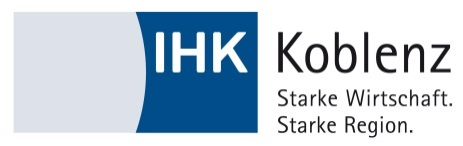 IHK Koblenz
Starke Wirtschaft.
Starke Region.